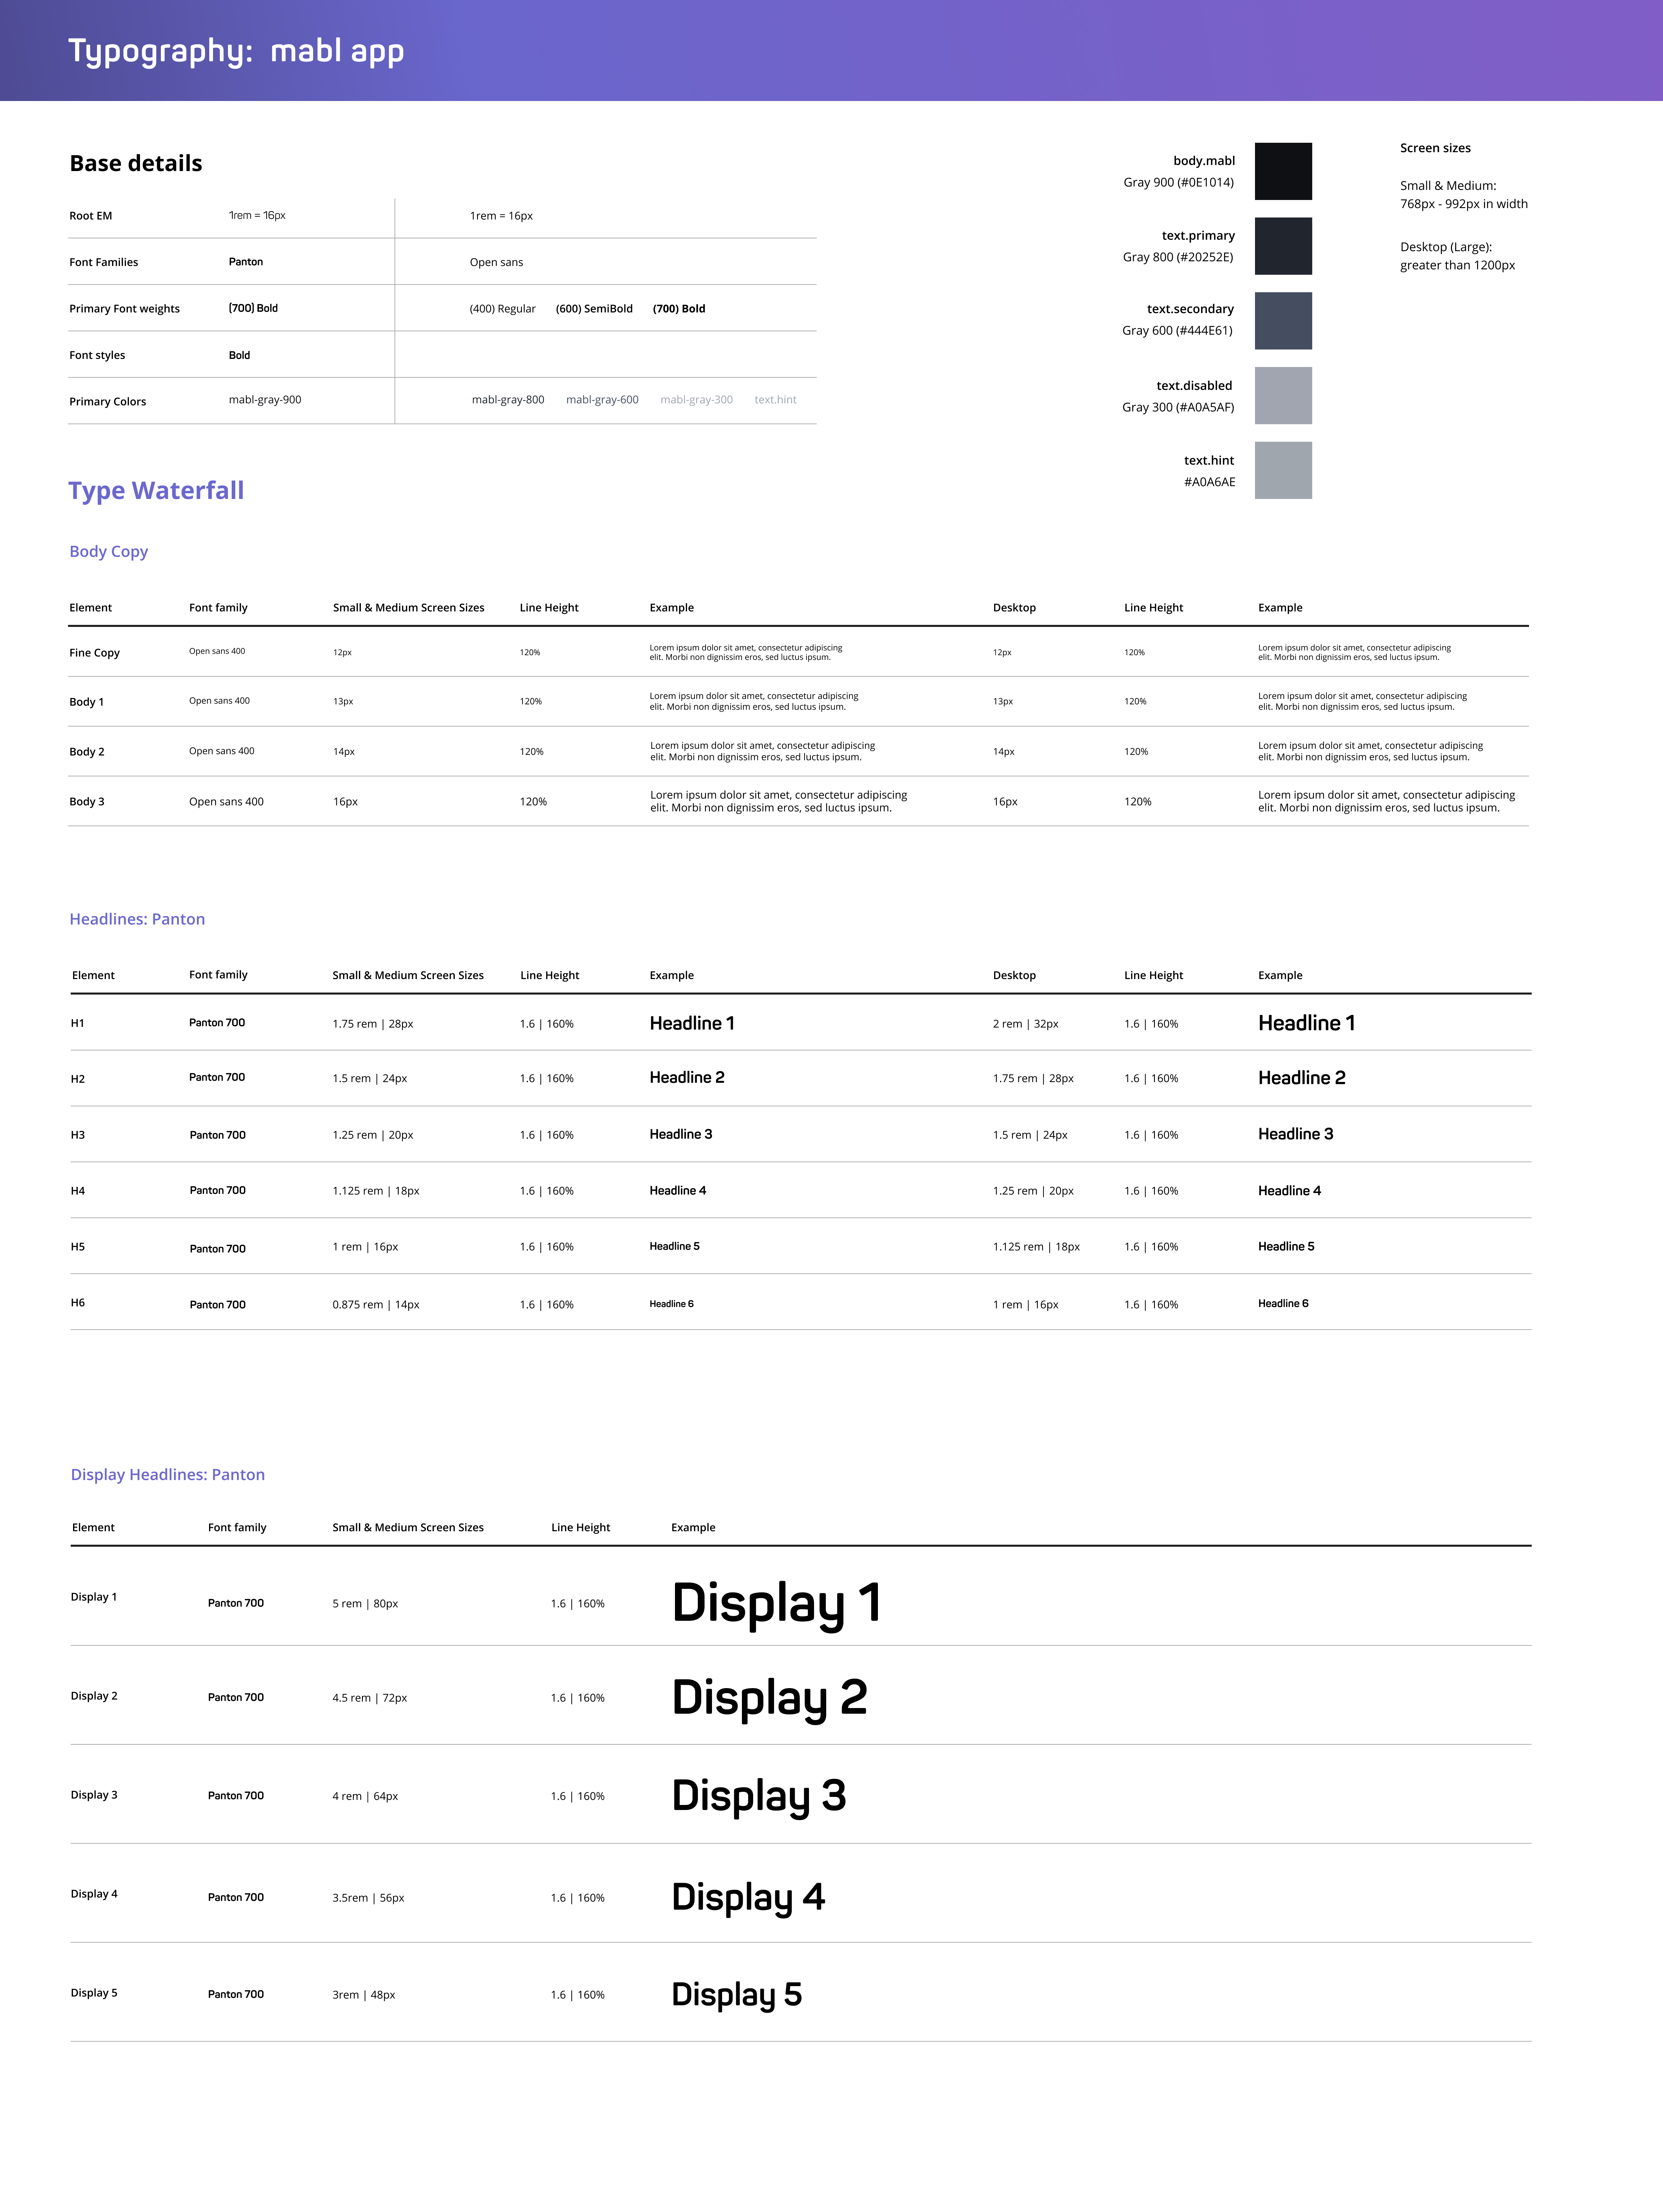 Typography: mabl app
Base details
Root EM 1rem = 16px 1rem = 16px
Font Families Panton Open sans
Primary Font weights (700) Bold (400) Regular (600) SemiBold (700) Bold
Font styles Bold
Primary Colors mabl-gray-900 mabl-gray-800 mabl-gray-600 mabl-gray-300 text.hint
body.mabl
Gray 900 (#0E1014)
text.primary
Gray 800 (#20252E)
text.secondary
Gray 600 (#444E61)
text.disabled
Gray 300 (#A0A5AF)
text.hint
#A0A6AE
Screen sizes
Small & Medium:
768px - 992px in width
Desktop (Large):
greater than 1200px
Type Waterfall
Body Copy
Element Font family Small & Medium Screen Sizes Line Height Example Desktop Line Height Example
Fine Copy Open sans 400 12px 120% Lorem ipsum dolor sit amet, consectetur adipiscing
elit. Morbi non dignissim eros, sed luctus ipsum. 12px 120% Lorem ipsum dolor sit amet, consectetur adipiscing
elit. Morbi non dignissim eros, sed luctus ipsum.
Body 1 Open sans 400 13px 120% Lorem ipsum dolor sit amet, consectetur adipiscing
elit. Morbi non dignissim eros, sed luctus ipsum. 13px 120% Lorem ipsum dolor sit amet, consectetur adipiscing
elit. Morbi non dignissim eros, sed luctus ipsum.
Body 2 Open sans 400 14px 120% Lorem ipsum dolor sit amet, consectetur adipiscing
elit. Morbi non dignissim eros, sed luctus ipsum. 14px 120% Lorem ipsum dolor sit amet, consectetur adipiscing
elit. Morbi non dignissim eros, sed luctus ipsum.
Body 3 Open sans 400 16px 120% Lorem ipsum dolor sit amet, consectetur adipiscing
elit. Morbi non dignissim eros, sed luctus ipsum. 16px 120% Lorem ipsum dolor sit amet, consectetur adipiscing
elit. Morbi non dignissim eros, sed luctus ipsum.
Headlines: Panton
Element Font family Small & Medium Screen Sizes Line Height Example Desktop Line Height Example
H1 Panton 700 1.75 rem | 28px 1.6 | 160% Headline 1 2 rem | 32px 1.6 | 160% Headline 1
H2 Panton 700 1.5 rem | 24px 1.6 | 160% Headline 2 1.75 rem | 28px 1.6 | 160% Headline 2
H3 Panton 700 1.25 rem | 20px 1.6 | 160% Headline 3 1.5 rem | 24px 1.6 | 160% Headline 3
H4 Panton 700 1.125 rem | 18px 1.6 | 160% Headline 4 1.25 rem | 20px 1.6 | 160% Headline 4
H5 Panton 700 1 rem | 16px 1.6 | 160% Headline 5 1.125 rem | 18px 1.6 | 160% Headline 5
H6 Panton 700 0.875 rem | 14px 1.6 | 160% Headline 6 1 rem | 16px 1.6 | 160% Headline 6
Display Headlines: Panton
Element Font family Small & Medium Screen Sizes Line Height Example
Display 1 Panton 700 5 rem | 80px 1.6 | 160% Display 1
Display 2 Panton 700 4.5 rem | 72px 1.6 | 160% Display 2
Display 3 Panton 700 4 rem | 64px 1.6 | 160% Display 3
Display 4 Panton 700 3.5rem | 56px 1.6 | 160% Display 4
Display 5 Panton 700 3rem | 48px 1.6 | 160% Display 5